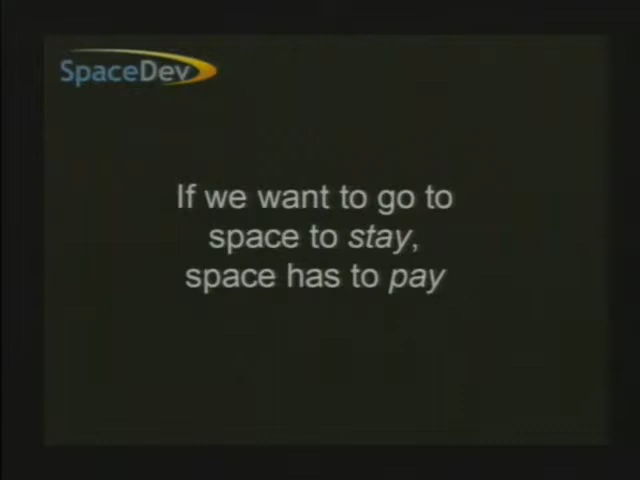 SpaceDev
If we want to go to
space to stay,
space has to pay